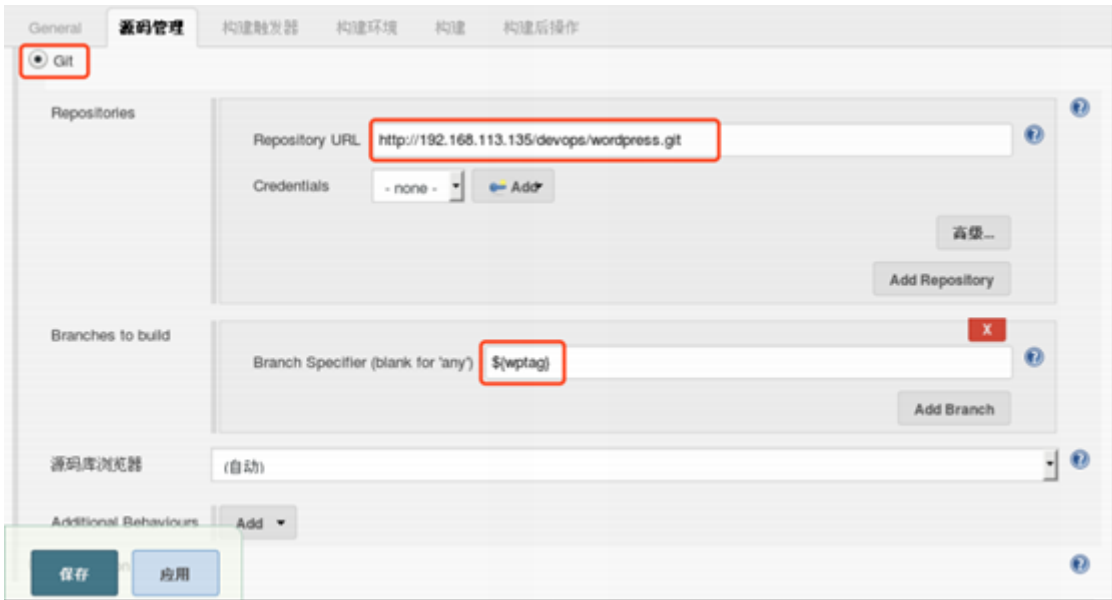 General 源码管理 构建触发器 构建环境 构建 构建后操作
Git
Repositories
Repository URL http://192.168.113.135/devops/wordpress.git
Credentials - none - Add
高级...
Add Repository
Branches to build
X
Branch Specifier (blank for 'any') ${wptag}
Add Branch
源码库浏览器 (自动)
Additional Behaviours Add
保存 应用